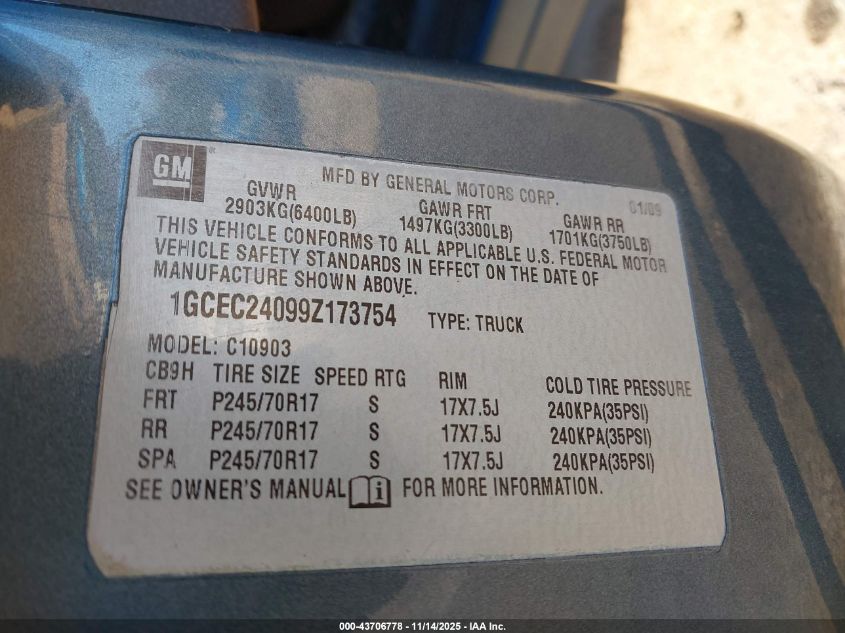 GM
MFD BY GENERAL MOTORS CORP. 01/09
GVWR GAWR FRT GAWR RR
2903KG(6400LB) 1497KG(3300LB) 1701KG(3750LB)
THIS VEHICLE CONFORMS TO ALL APPLICABLE U.S. FEDERAL MOTOR
VEHICLE SAFETY STANDARDS IN EFFECT ON THE DATE OF
MANUFACTURE SHOWN ABOVE.
1GCEC24099Z173754 TYPE: TRUCK
MODEL: C10903
CB9H TIRE SIZE SPEED RTG RIM COLD TIRE PRESSURE
FRT P245/70R17 S 17X7.5J 240KPA(35PSI)
RR P245/70R17 S 17X7.5J 240KPA(35PSI)
SPA P245/70R17 S 17X7.5J 240KPA(35PSI)
SEE OWNER'S MANUAL i FOR MORE INFORMATION.
000-43706778 - 11/14/2025 - IAA Inc.